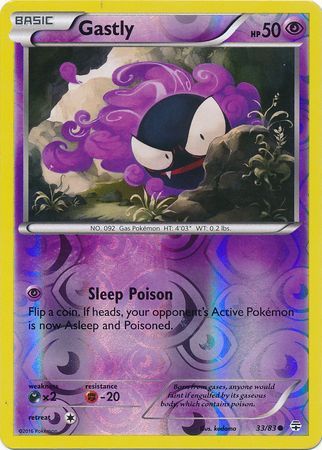 BASIC
Gastly
HP50
NO. 092 Gas Pokémon HT: 4'03" WT: 0.2 lbs.
Sleep Poison
Flip a coin. If heads, your opponent's Active Pokémon
is now Asleep and Poisoned.
weakness
resistance
×2
-20
retreat
Born from gases, anyone would
faint if engulfed by its gaseous
body, which contains poison.
©2016 Pokémon
Illus. kodama
33/83